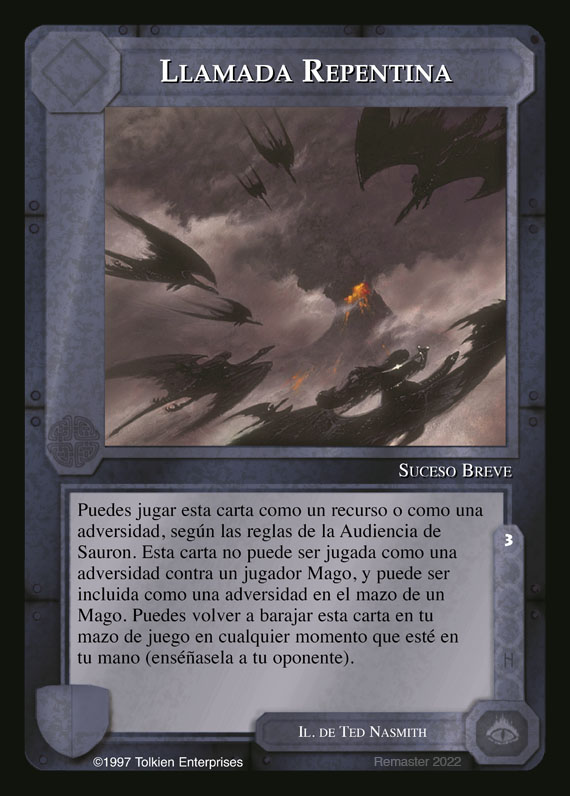 Llamada Repentina
Suceso Breve
Puedes jugar esta carta como un recurso o como una
adversidad, según las reglas de la Audiencia de
Sauron. Esta carta no puede ser jugada como una
adversidad contra un jugador Mago, y puede ser
incluida como una adversidad en el mazo de un
Mago. Puedes volver a barajar esta carta en tu
mazo de juego en cualquier momento que esté en
tu mano (enséñasela a tu oponente).
3
H
Il. de Ted Nasmith
©1997 Tolkien Enterprises
Remaster 2022